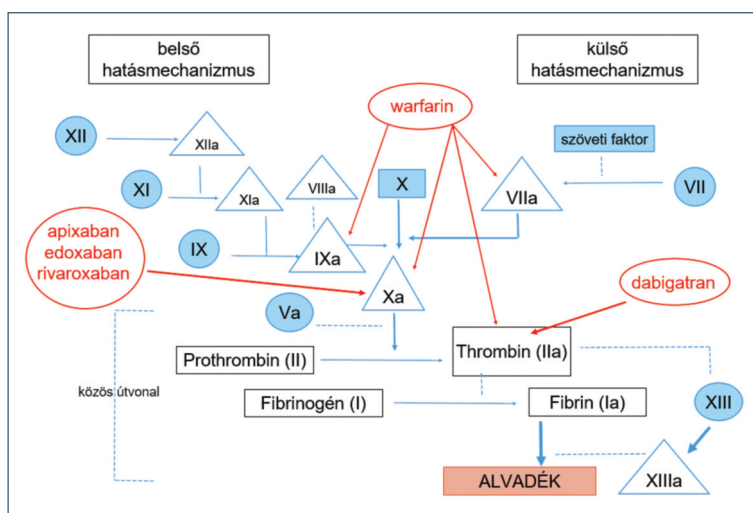 belső
hatásmechanizmus
külső
hatásmechanizmus
warfarin
XII
XIIa
szöveti faktor
XI
XIa
VIIIa
X
VIIa
VII
apixaban
edoxaban
rivaroxaban
IX
IXa
Xa
dabigatran
Va
Prothrombin (II)
Thrombin (IIa)
közös útvonal
Fibrinogén (I)
Fibrin (Ia)
XIII
ALVADÉK
XIIIa